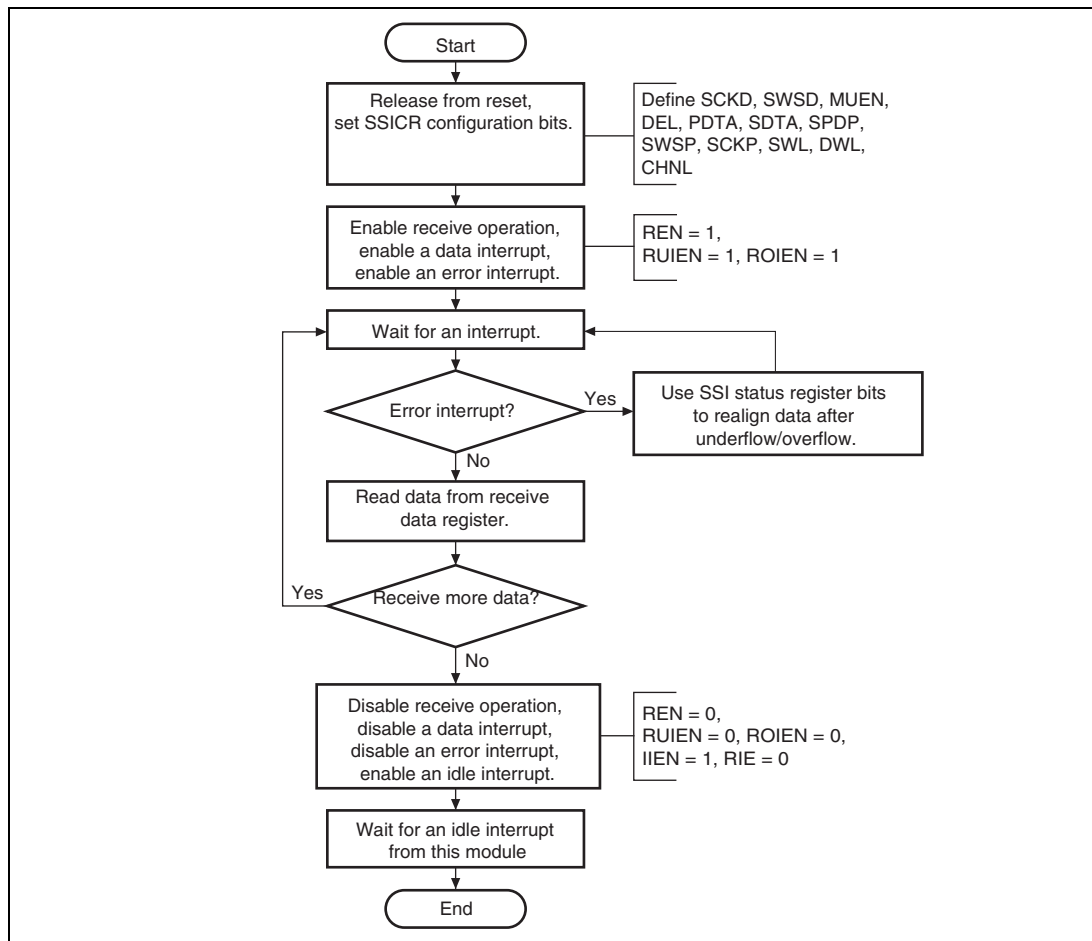 Start
Release from reset,
set SSICR configuration bits.
Define SCKD, SWSD, MUEN,
DEL, PDTA, SDTA, SPDP,
SWSP, SCKP, SWL, DWL,
CHNL
Enable receive operation,
enable a data interrupt,
enable an error interrupt.
REN = 1,
RUIEN = 1, ROIEN = 1
Wait for an interrupt.
Error interrupt?
Yes
Use SSI status register bits
to realign data after
underflow/overflow.
No
Read data from receive
data register.
Yes
Receive more data?
No
Disable receive operation,
disable a data interrupt,
disable an error interrupt,
enable an idle interrupt.
REN = 0,
RUIEN = 0, ROIEN = 0,
IIEN = 1, RIE = 0
Wait for an idle interrupt
from this module
End